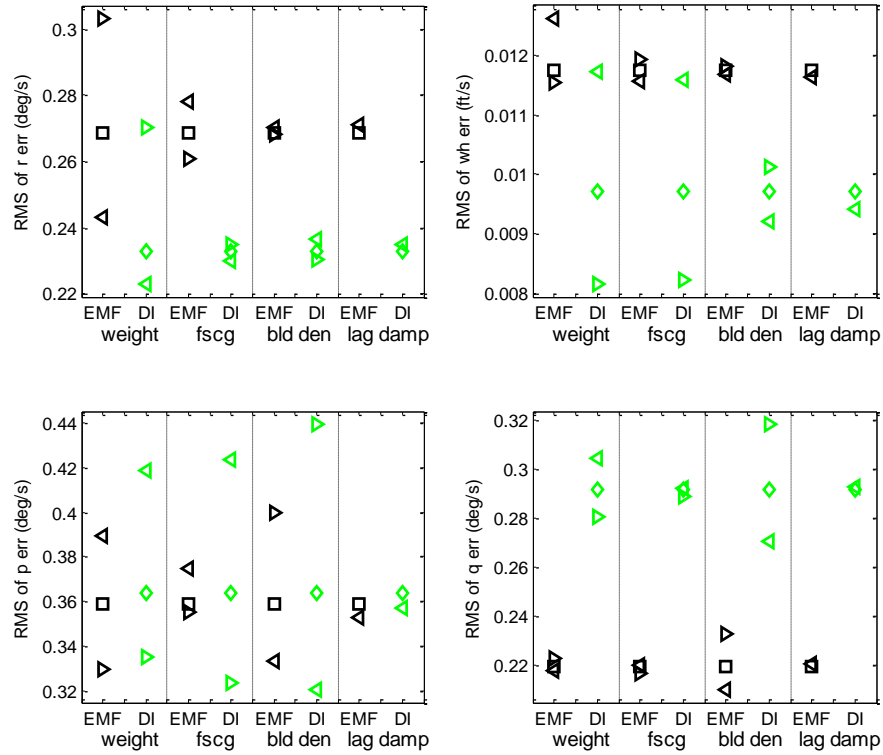 RMS of r err (deg/s)
0.3
0.28
0.26
0.24
0.22
EMF DI EMF DI EMF DI EMF DI
weight fscg bld den lag damp
RMS of wh err (ft/s)
0.012
0.011
0.01
0.009
0.008
EMF DI EMF DI EMF DI EMF DI
weight fscg bld den lag damp
RMS of p err (deg/s)
0.44
0.42
0.4
0.38
0.36
0.34
0.32
EMF DI EMF DI EMF DI EMF DI
weight fscg bld den lag damp
RMS of q err (deg/s)
0.32
0.3
0.28
0.26
0.24
0.22
EMF DI EMF DI EMF DI EMF DI
weight fscg bld den lag damp